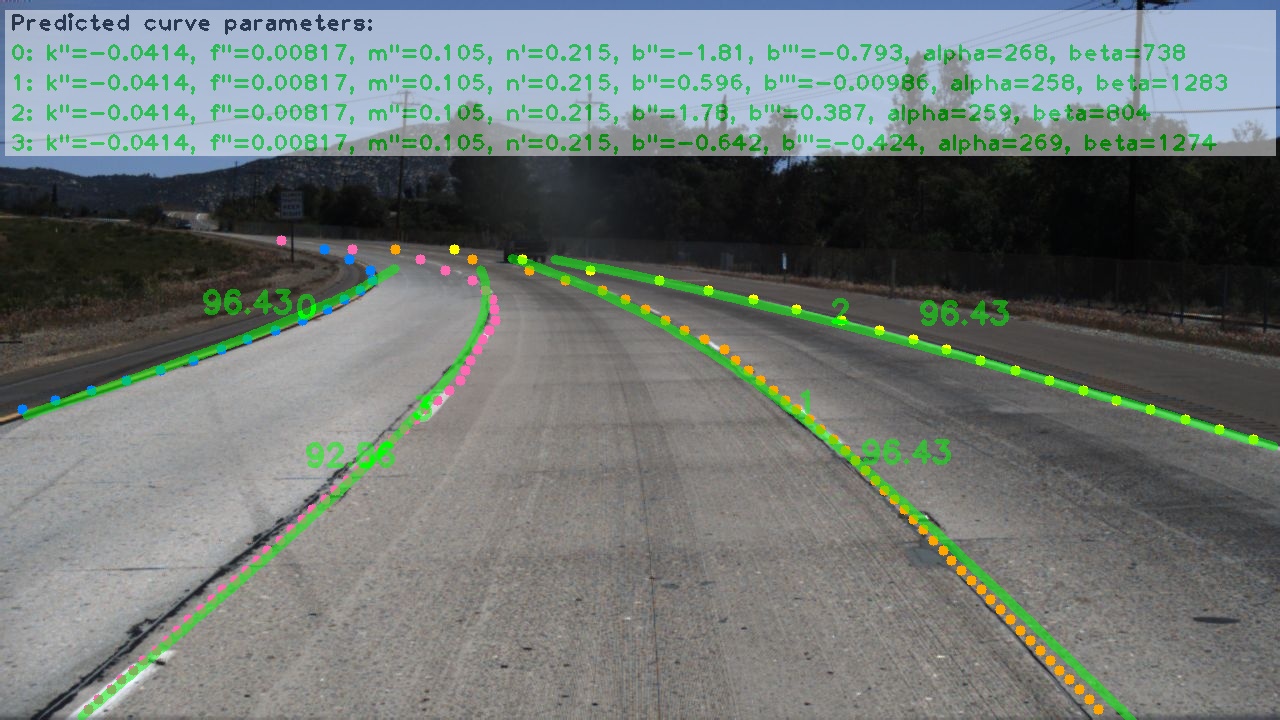 Predicted curve parameters:
0: k''=-0.0414, f''=0.00817, m''=0.105, n'=0.215, b''=-1.81, b'''=-0.793, alpha=268, beta=738
1: k''=-0.0414, f''=0.00817, m''=0.105, n'=0.215, b''=0.596, b'''=-0.00986, alpha=258, beta=1283
2: k''=-0.0414, f''=0.00817, m''=0.105, n'=0.215, b''=1.78, b'''=0.387, alpha=259, beta=804
3: k''=-0.0414, f''=0.00817, m''=0.105, n'=0.215, b''=-0.642, b'''=-0.424, alpha=269, beta=1274
KEEP
RIGHT
96.43 0
2 96.43
1
96.43